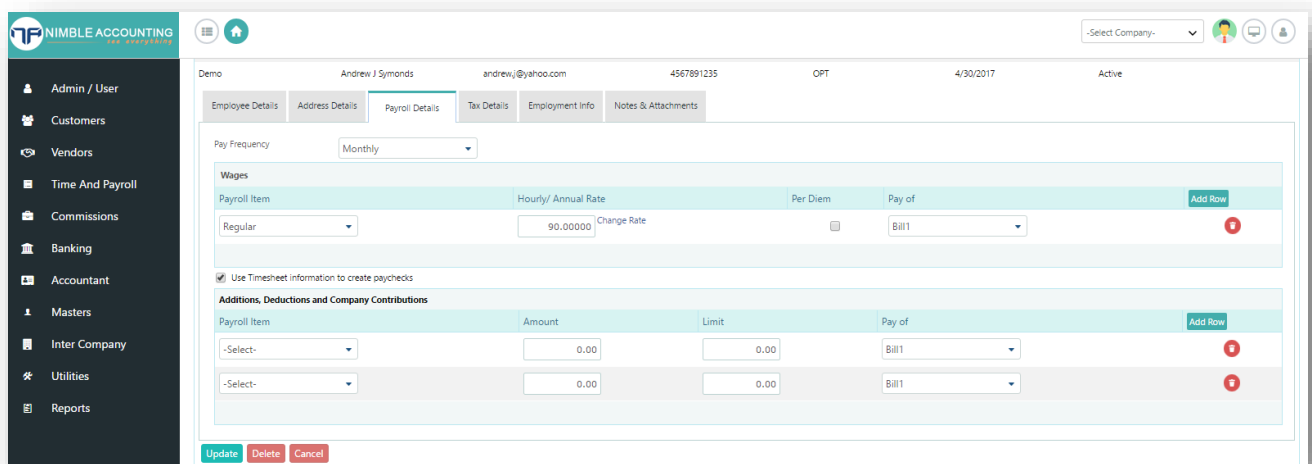 NIMBLE ACCOUNTING
run everything
-Select Company-
Admin / User
Customers
Vendors
Time And Payroll
Commissions
Banking
Accountant
Masters
Inter Company
Utilities
Reports
Demo Andrew J Symonds andrew.j@yahoo.com 4567891235 OPT 4/30/2017 Active
Employee Details Address Details Payroll Details Tax Details Employment Info Notes & Attachments
Pay Frequency Monthly
Wages
Payroll Item Hourly/ Annual Rate Per Diem Pay of Add Row
Regular 90.00000 Change Rate Bill1
Use Timesheet information to create paychecks
Additions, Deductions and Company Contributions
Payroll Item Amount Limit Pay of Add Row
-Select- 0.00 0.00 Bill1
-Select- 0.00 0.00 Bill1
Update Delete Cancel